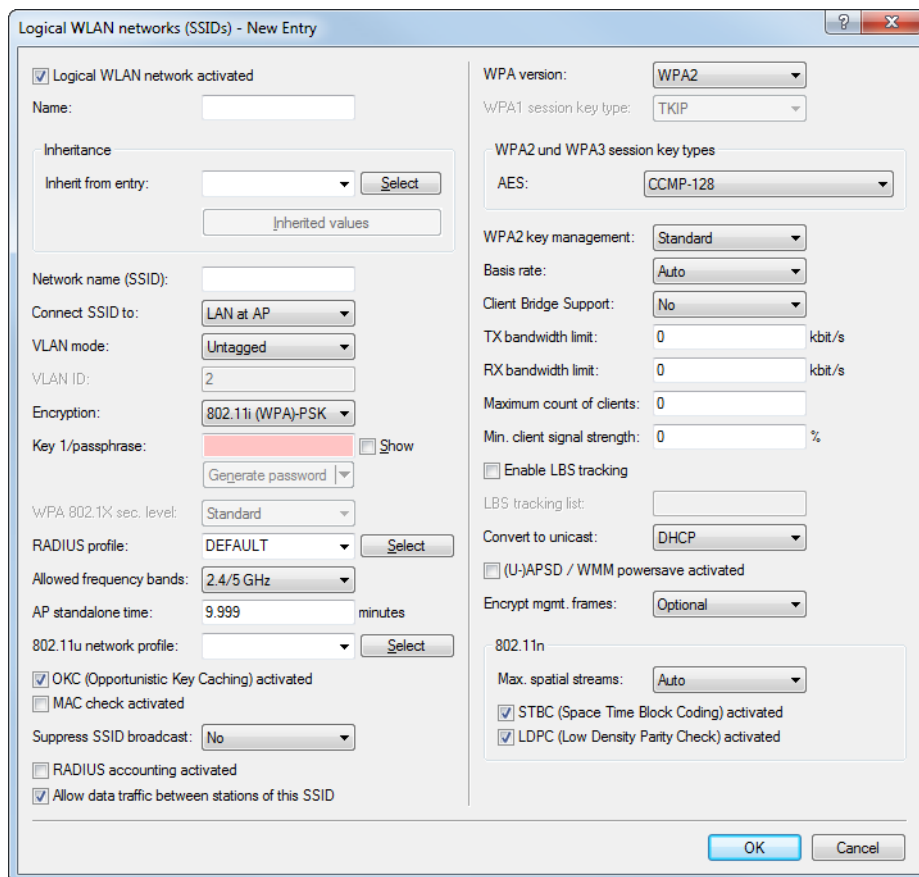 Logical WLAN networks (SSIDs) - New Entry
Logical WLAN network activated
Name:
Inheritance
Inherit from entry: Select
Inherited values
Network name (SSID):
Connect SSID to: LAN at AP
VLAN mode: Untagged
VLAN ID: 2
Encryption: 802.11i (WPA)-PSK
Key 1/passphrase: Show
Generate password
WPA 802.1X sec. level: Standard
RADIUS profile: DEFAULT Select
Allowed frequency bands: 2.4/5 GHz
AP standalone time: 9.999 minutes
802.11u network profile: Select
OKC (Opportunistic Key Caching) activated
MAC check activated
Suppress SSID broadcast: No
RADIUS accounting activated
Allow data traffic between stations of this SSID
WPA version: WPA2
WPA1 session key type: TKIP
WPA2 und WPA3 session key types
AES: CCMP-128
WPA2 key management: Standard
Basis rate: Auto
Client Bridge Support: No
TX bandwidth limit: 0 kbit/s
RX bandwidth limit: 0 kbit/s
Maximum count of clients: 0
Min. client signal strength: 0 %
Enable LBS tracking
LBS tracking list:
Convert to unicast: DHCP
(U-)APSD / WMM powersave activated
Encrypt mgmt. frames: Optional
802.11n
Max. spatial streams: Auto
STBC (Space Time Block Coding) activated
LDPC (Low Density Parity Check) activated
OK Cancel